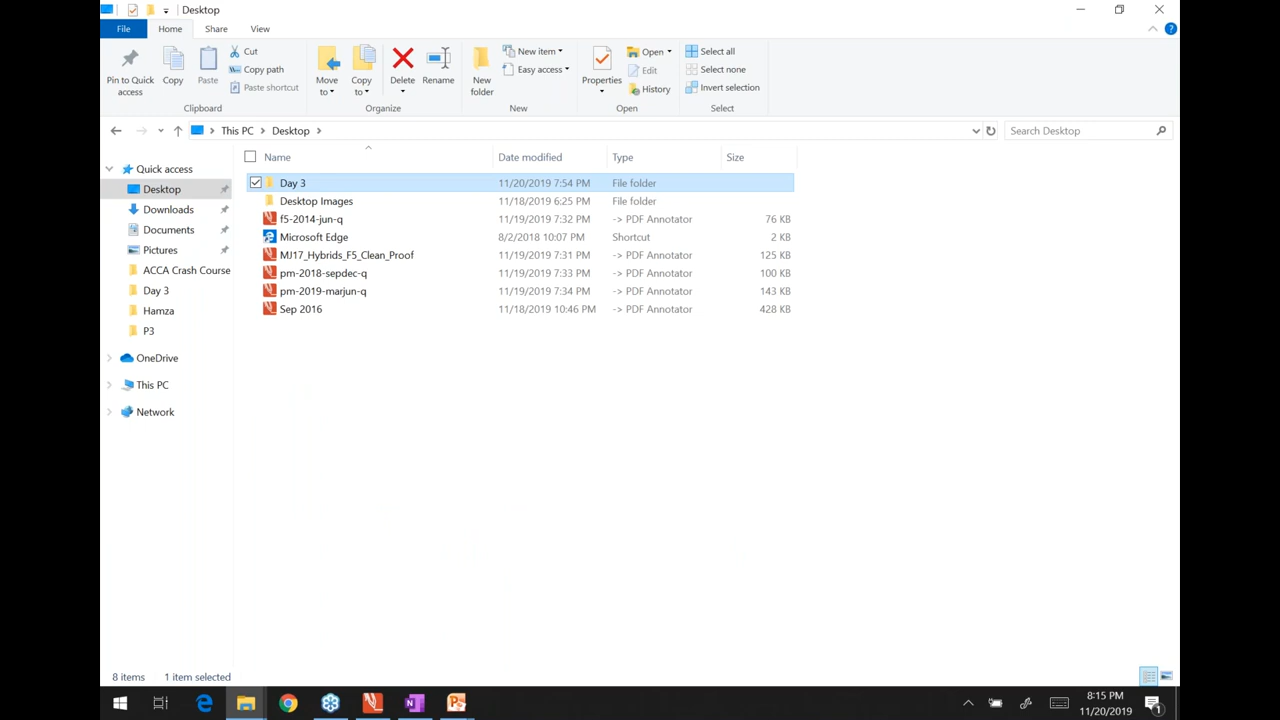 Desktop
File Home Share View
Pin to Quick access
Copy
Paste
Cut
Copy path
Paste shortcut
Clipboard
Move to
Copy to
Delete
Rename
Organize
New folder
New item
Easy access
New
Properties
Open
Edit
History
Open
Select all
Select none
Invert selection
Select
This PC Desktop
Search Desktop
Quick access
Desktop
Downloads
Documents
Pictures
ACCA Crash Course
Day 3
Hamza
P3
OneDrive
This PC
Network
Name Date modified Type Size
Day 3 11/20/2019 7:54 PM File folder
Desktop Images 11/18/2019 6:25 PM File folder
f5-2014-jun-q 11/19/2019 7:32 PM -> PDF Annotator 76 KB
Microsoft Edge 8/2/2018 10:07 PM Shortcut 2 KB
MJ17_Hybrids_F5_Clean_Proof 11/19/2019 7:31 PM -> PDF Annotator 125 KB
pm-2018-sepdec-q 11/19/2019 7:33 PM -> PDF Annotator 100 KB
pm-2019-marjun-q 11/19/2019 7:34 PM -> PDF Annotator 143 KB
Sep 2016 11/18/2019 10:46 PM -> PDF Annotator 428 KB
8 items 1 item selected
8:15 PM
11/20/2019
1